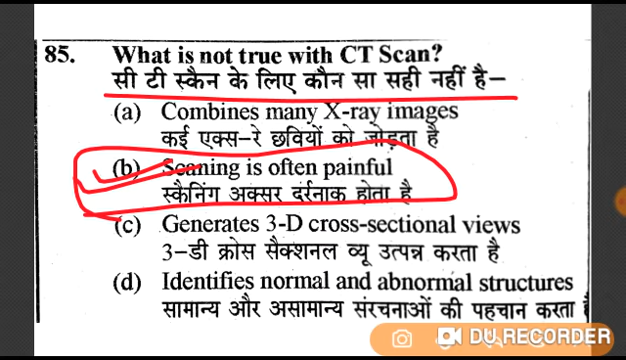 85. What is not true with CT Scan?
सी टी स्कैन के लिए कौन सा सही नहीं है–
(a) Combines many X-ray images
कई एक्स-रे छवियों को जोड़ता है
(b) Scaning is often painful
स्कैनिंग अक्सर दर्रनाक होता है
(c) Generates 3-D cross-sectional views
3-डी क्रोस सैक्शनल व्यू उत्पन्न करता है
(d) Identifies normal and abnormal structures
सामान्य और असामान्य संरचनाओं की पहचान करता
DU RECORDER